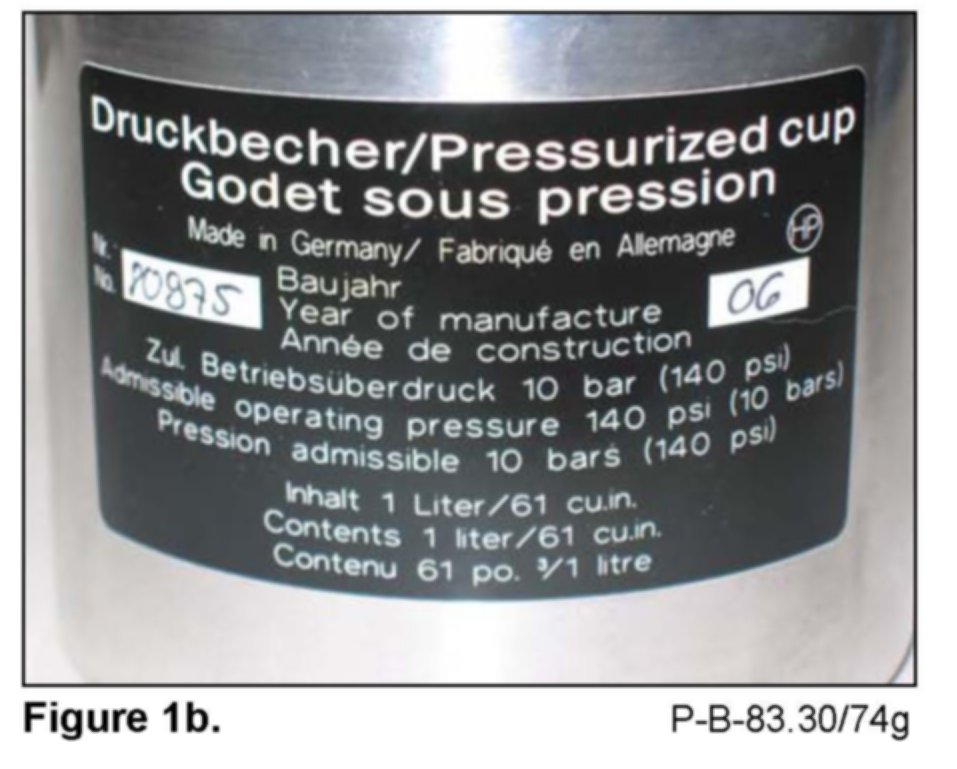 Druckbecher/Pressurized cup
Godet sous pression
Made in Germany/ Fabriqué en Allemagne HP
Nr.:
No. Baujahr 06
Year of manufacture
Année de construction
Zul. Betriebsüberdruck 10 bar (140 psi)
Admissible operating pressure 140 psi (10 bars)
Pression admissible 10 bars (140 psi)
Inhalt 1 Liter/61 cu.in.
Contents 1 liter/61 cu.in.
Contenu 61 po. ³/1 litre
Figure 1b. P-B-83.30/74g